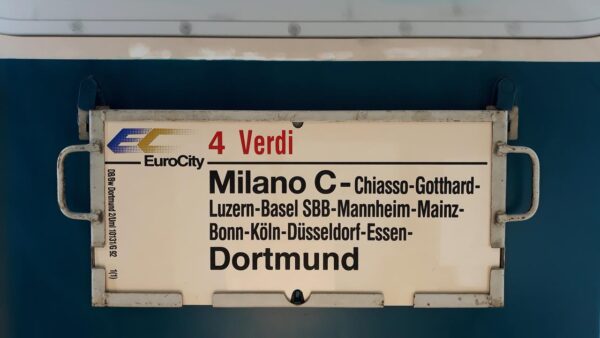 EC
EuroCity
4 Verdi
Milano C-Chiasso-Gotthard-
Luzern-Basel SBB-Mannheim-Mainz-
Bonn-Köln-Düsseldorf-Essen-
Dortmund